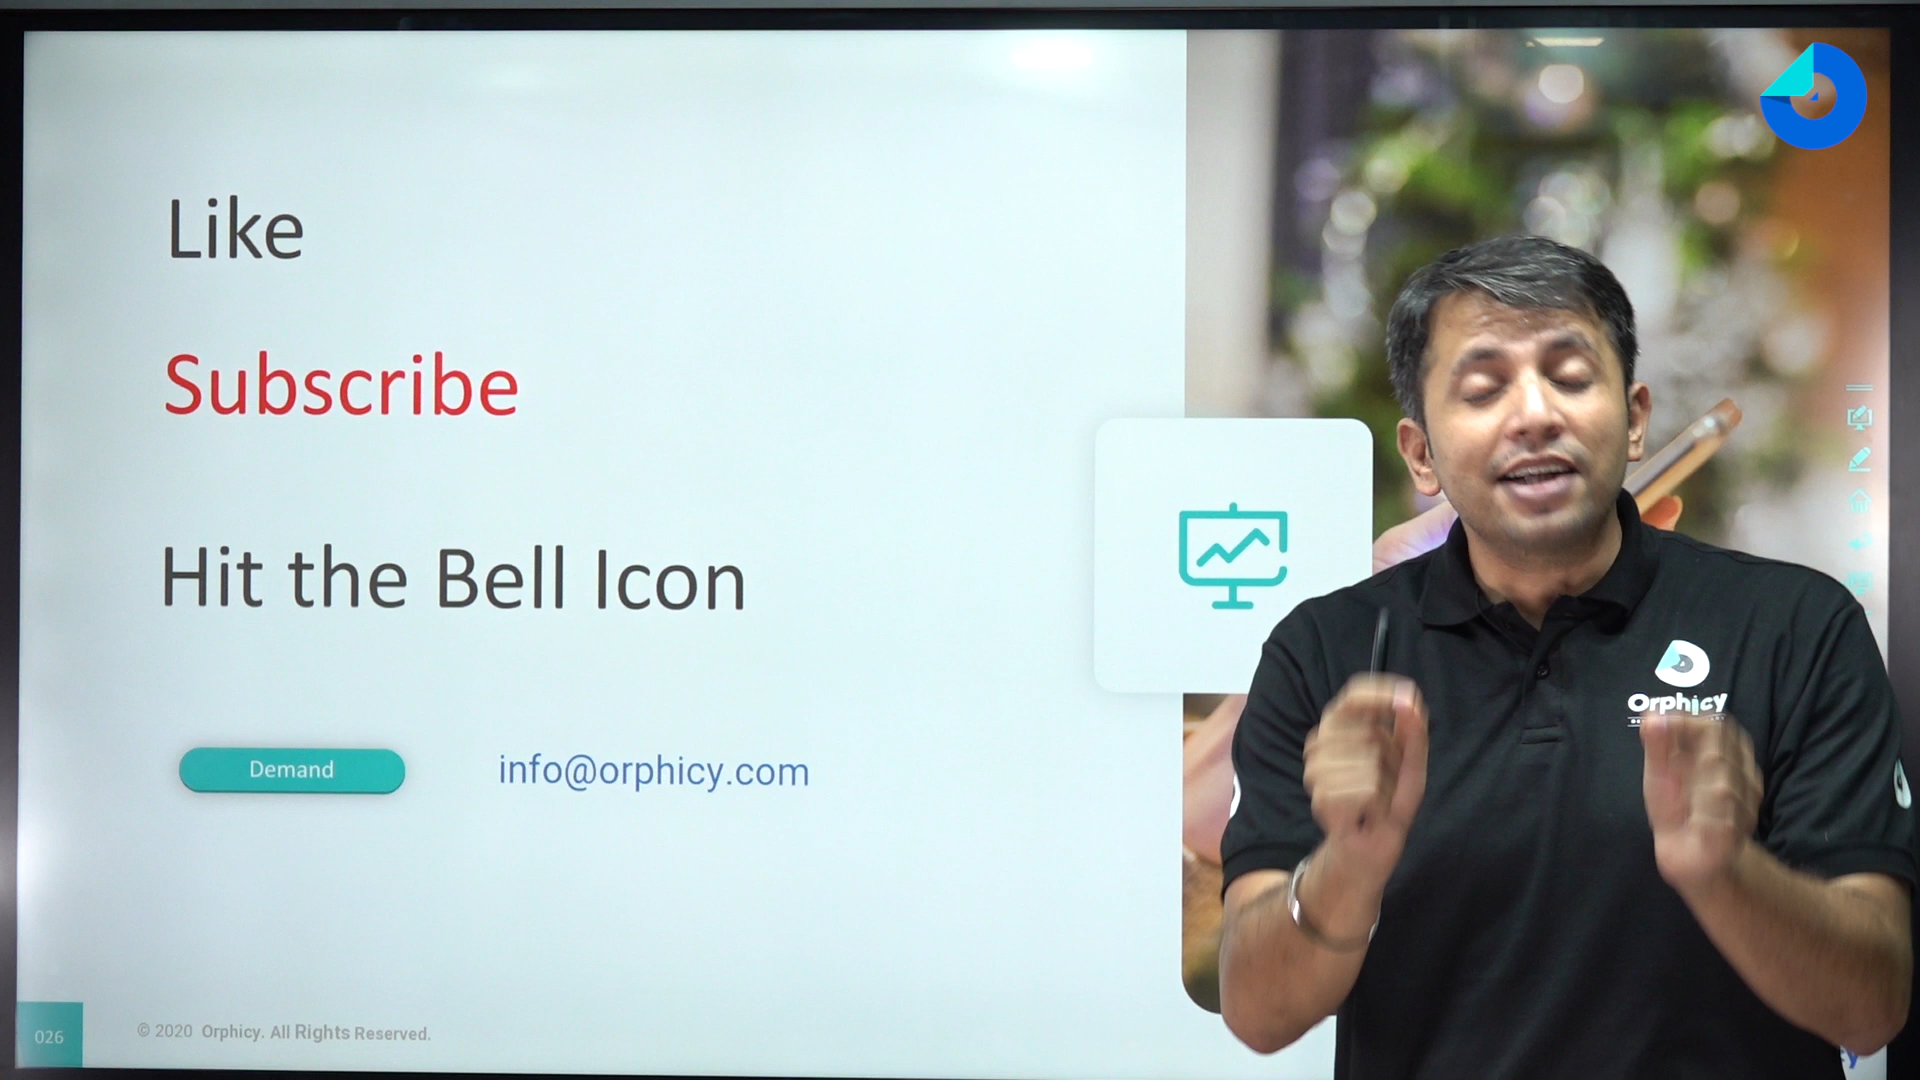 Like
Subscribe
Hit the Bell Icon
Demand
info@orphicy.com
Orphicy
026
© 2020 Orphicy. All Rights Reserved.